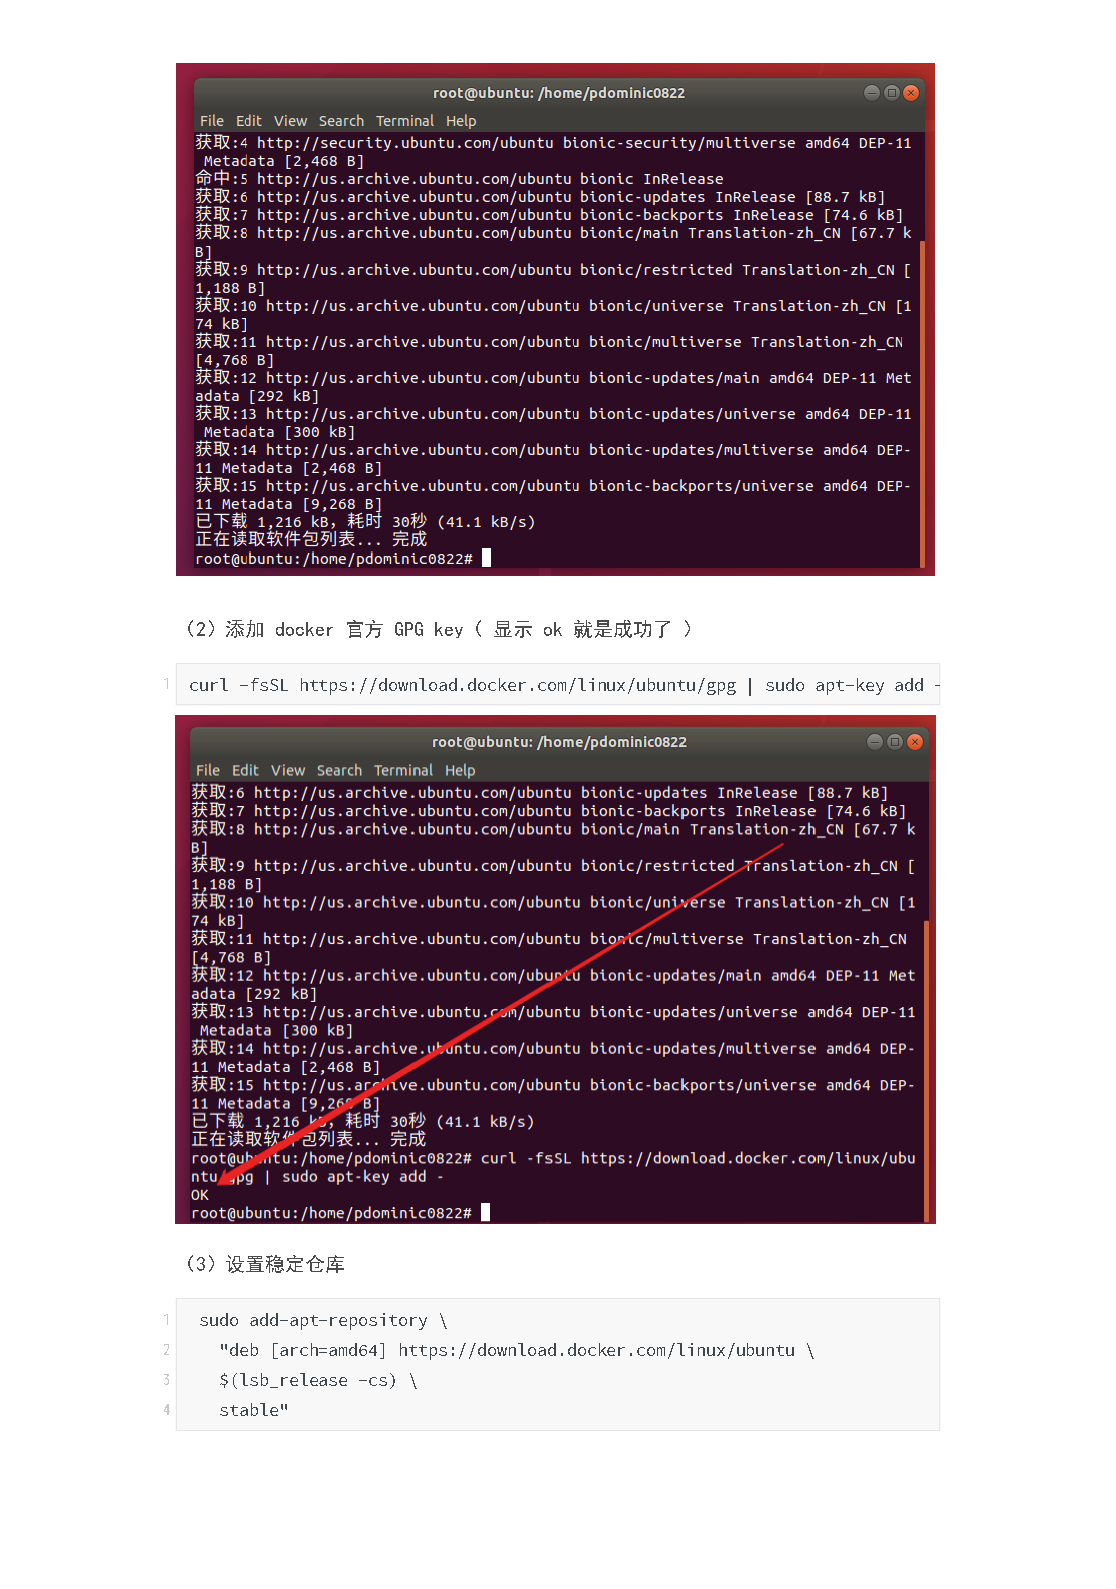 root@ubuntu: /home/pdominic0822
File Edit View Search Terminal Help
获取:4 http://security.ubuntu.com/ubuntu bionic-security/multiverse amd64 DEP-11
 Metadata [2,468 B]
命中:5 http://us.archive.ubuntu.com/ubuntu bionic InRelease
获取:6 http://us.archive.ubuntu.com/ubuntu bionic-updates InRelease [88.7 kB]
获取:7 http://us.archive.ubuntu.com/ubuntu bionic-backports InRelease [74.6 kB]
获取:8 http://us.archive.ubuntu.com/ubuntu bionic/main Translation-zh_CN [67.7 k
B]
获取:9 http://us.archive.ubuntu.com/ubuntu bionic/restricted Translation-zh_CN [
1,188 B]
获取:10 http://us.archive.ubuntu.com/ubuntu bionic/universe Translation-zh_CN [1
74 kB]
获取:11 http://us.archive.ubuntu.com/ubuntu bionic/multiverse Translation-zh_CN
[4,768 B]
获取:12 http://us.archive.ubuntu.com/ubuntu bionic-updates/main amd64 DEP-11 Met
adata [292 kB]
获取:13 http://us.archive.ubuntu.com/ubuntu bionic-updates/universe amd64 DEP-11
 Metadata [300 kB]
获取:14 http://us.archive.ubuntu.com/ubuntu bionic-updates/multiverse amd64 DEP-
11 Metadata [2,468 B]
获取:15 http://us.archive.ubuntu.com/ubuntu bionic-backports/universe amd64 DEP-
11 Metadata [9,268 B]
已下载 1,216 kB，耗时 30秒 (41.1 kB/s)
正在读取软件包列表... 完成
root@ubuntu:/home/pdominic0822#
（2）添加 docker 官方 GPG key（ 显示 ok 就是成功了 ）
1 curl -fsSL https://download.docker.com/linux/ubuntu/gpg | sudo apt-key add -
root@ubuntu: /home/pdominic0822
File Edit View Search Terminal Help
获取:6 http://us.archive.ubuntu.com/ubuntu bionic-updates InRelease [88.7 kB]
获取:7 http://us.archive.ubuntu.com/ubuntu bionic-backports InRelease [74.6 kB]
获取:8 http://us.archive.ubuntu.com/ubuntu bionic/main Translation-zh_CN [67.7 k
B]
获取:9 http://us.archive.ubuntu.com/ubuntu bionic/restricted Translation-zh_CN [
1,188 B]
获取:10 http://us.archive.ubuntu.com/ubuntu bionic/universe Translation-zh_CN [1
74 kB]
获取:11 http://us.archive.ubuntu.com/ubuntu bionic/multiverse Translation-zh_CN
[4,768 B]
获取:12 http://us.archive.ubuntu.com/ubuntu bionic-updates/main amd64 DEP-11 Met
adata [292 kB]
获取:13 http://us.archive.ubuntu.com/ubuntu bionic-updates/universe amd64 DEP-11
 Metadata [300 kB]
获取:14 http://us.archive.ubuntu.com/ubuntu bionic-updates/multiverse amd64 DEP-
11 Metadata [2,468 B]
获取:15 http://us.archive.ubuntu.com/ubuntu bionic-backports/universe amd64 DEP-
11 Metadata [9,268 B]
已下载 1,216 kB，耗时 30秒 (41.1 kB/s)
正在读取软件包列表... 完成
root@ubuntu:/home/pdominic0822# curl -fsSL https://download.docker.com/linux/ubu
ntu/gpg | sudo apt-key add -
OK
root@ubuntu:/home/pdominic0822#
（3）设置稳定仓库
1 sudo add-apt-repository \
2 "deb [arch=amd64] https://download.docker.com/linux/ubuntu \
3 $(lsb_release -cs) \
4 stable"